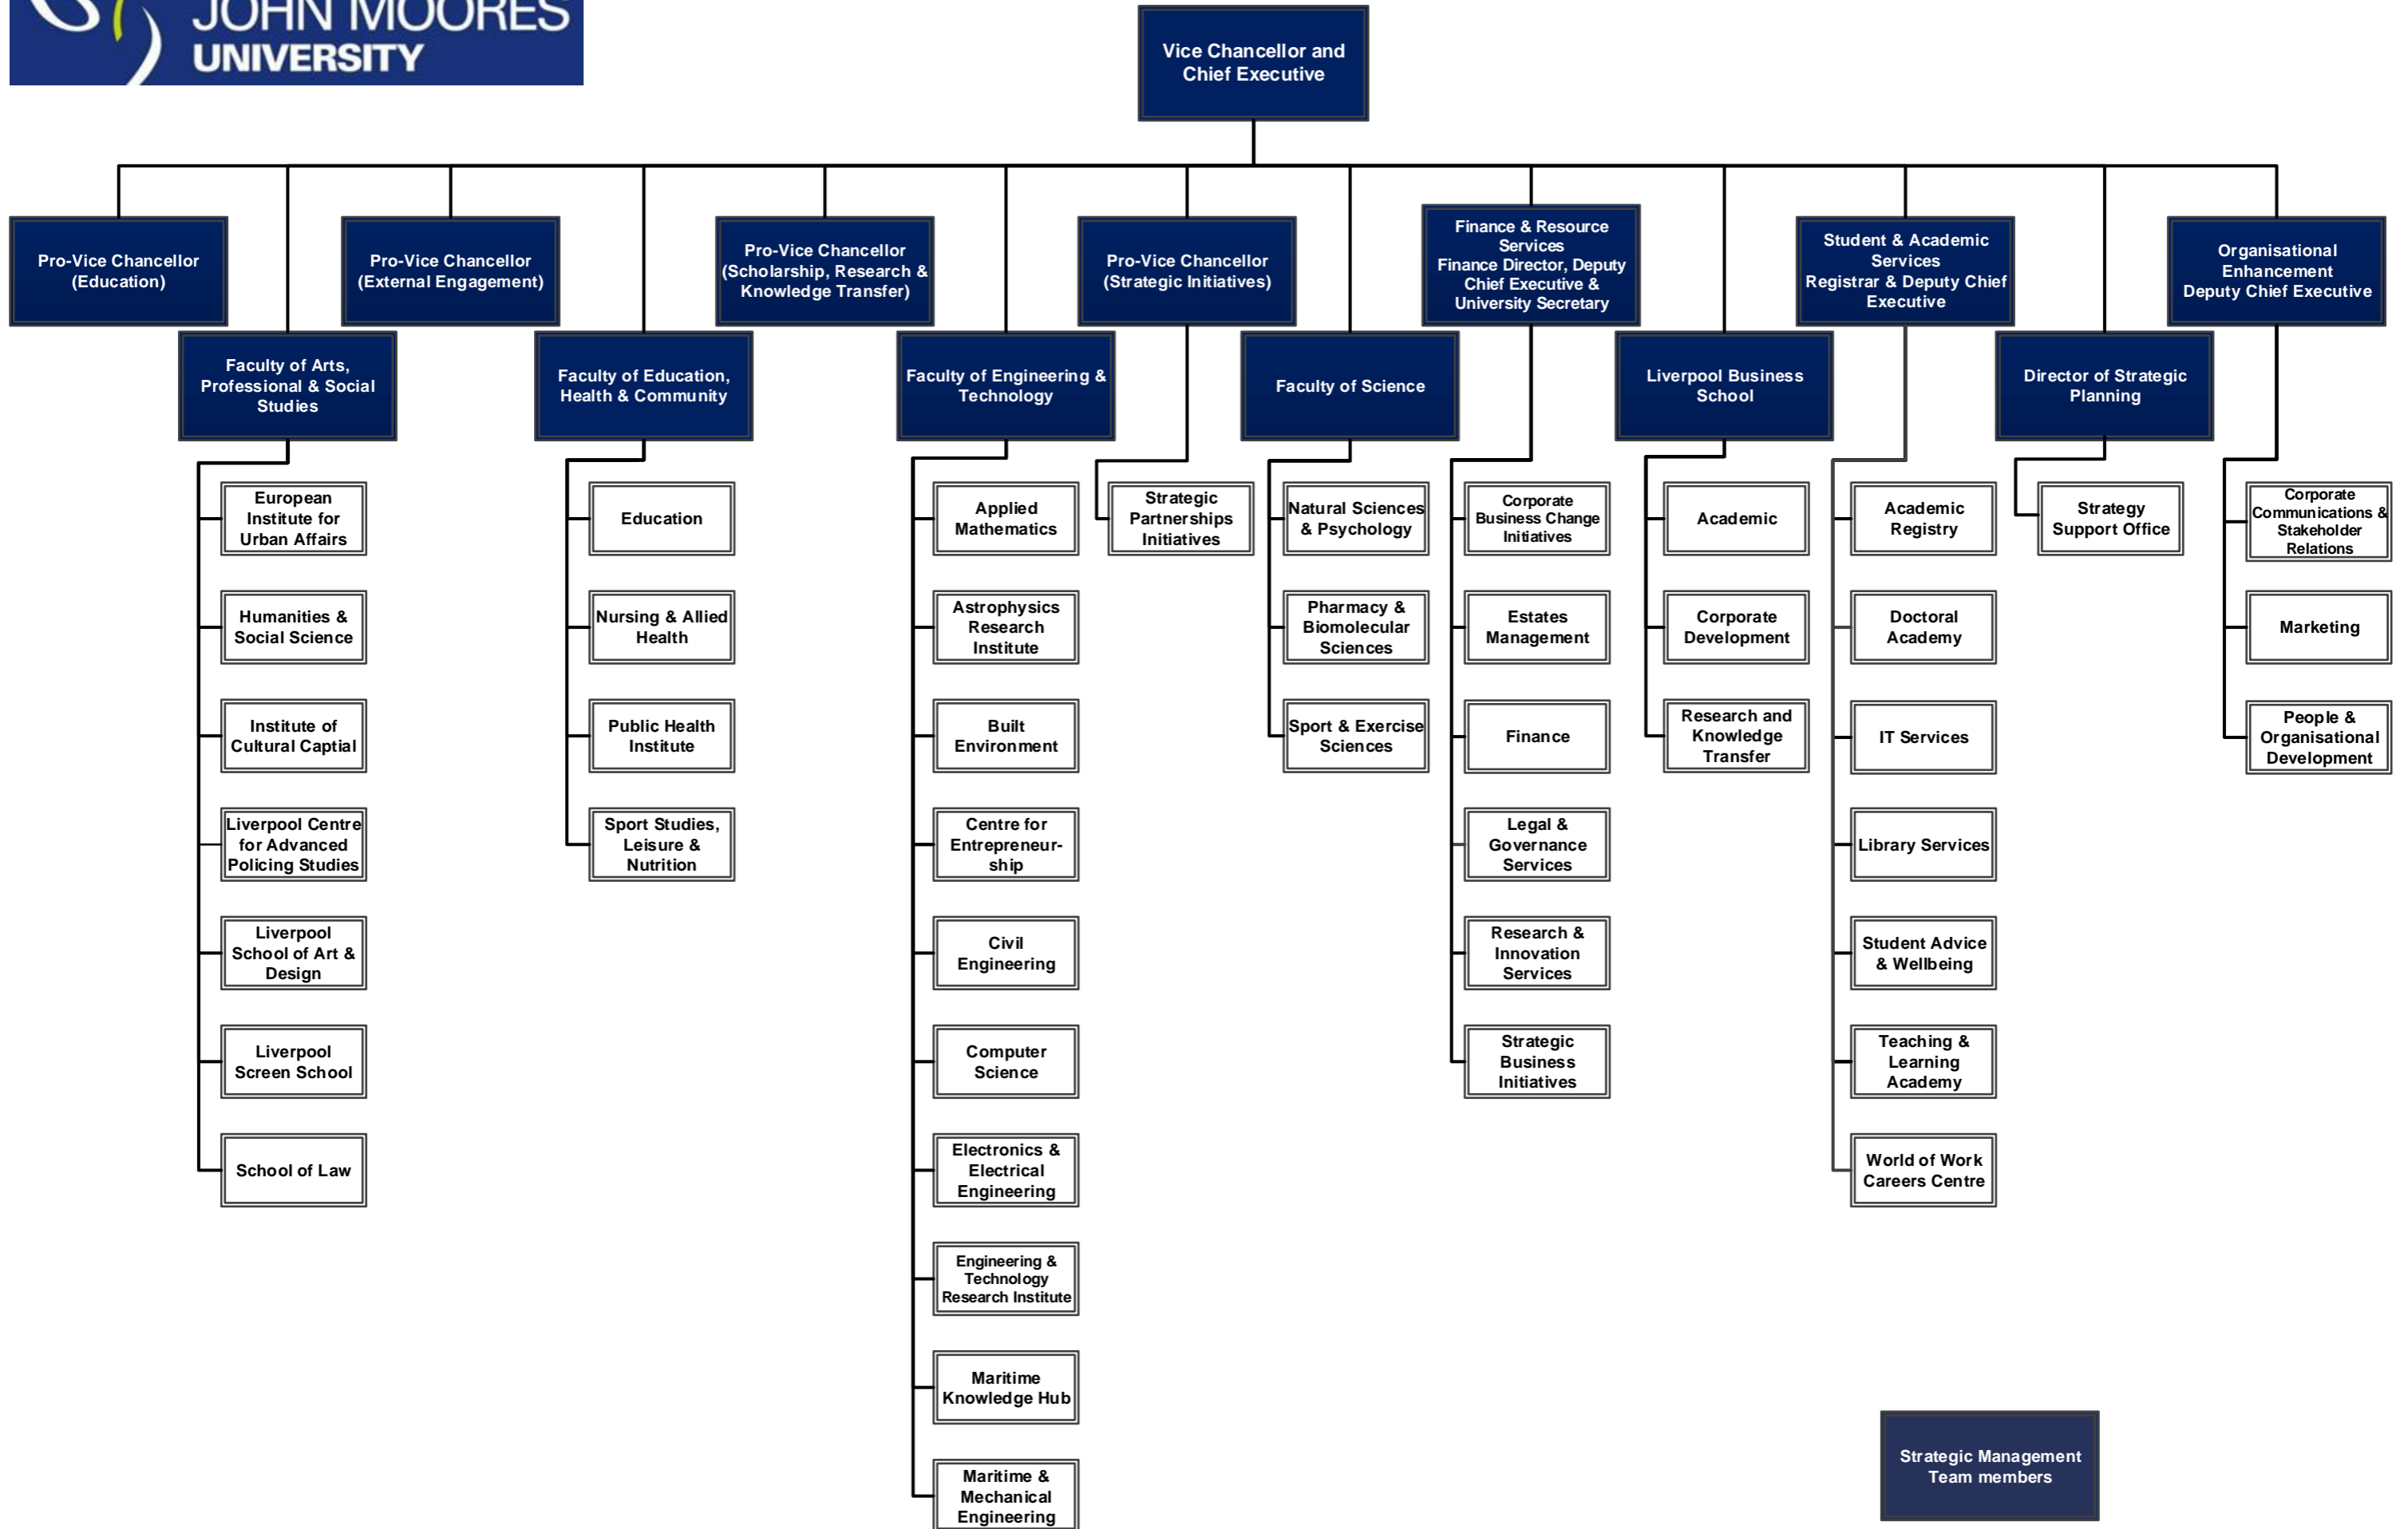 JOHN MOORES
UNIVERSITY
Vice Chancellor and
Chief Executive
Pro-Vice Chancellor
(Education)
Pro-Vice Chancellor
(External Engagement)
Pro-Vice Chancellor
(Scholarship, Research &
Knowledge Transfer)
Pro-Vice Chancellor
(Strategic Initiatives)
Finance & Resource
Services
Finance Director, Deputy
Chief Executive &
University Secretary
Student & Academic
Services
Registrar & Deputy Chief
Executive
Organisational
Enhancement
Deputy Chief Executive
Faculty of Arts,
Professional & Social
Studies
Faculty of Education,
Health & Community
Faculty of Engineering &
Technology
Faculty of Science
Liverpool Business
School
Director of Strategic
Planning
European
Institute for
Urban Affairs
Humanities &
Social Science
Institute of
Cultural Captial
Liverpool Centre
for Advanced
Policing Studies
Liverpool
School of Art &
Design
Liverpool
Screen School
School of Law
Education
Nursing & Allied
Health
Public Health
Institute
Sport Studies,
Leisure &
Nutrition
Applied
Mathematics
Astrophysics
Research
Institute
Built
Environment
Centre for
Entrepreneur-
ship
Civil
Engineering
Computer
Science
Electronics &
Electrical
Engineering
Engineering &
Technology
Research Institute
Maritime
Knowledge Hub
Maritime &
Mechanical
Engineering
Strategic
Partnerships
Initiatives
Natural Sciences
& Psychology
Pharmacy &
Biomolecular
Sciences
Sport & Exercise
Sciences
Corporate
Business Change
Initiatives
Estates
Management
Finance
Legal &
Governance
Services
Research &
Innovation
Services
Strategic
Business
Initiatives
Academic
Corporate
Development
Research and
Knowledge
Transfer
Academic
Registry
Doctoral
Academy
IT Services
Library Services
Student Advice
& Wellbeing
Teaching &
Learning
Academy
World of Work
Careers Centre
Strategy
Support Office
Corporate
Communications &
Stakeholder
Relations
Marketing
People &
Organisational
Development
Strategic Management
Team members